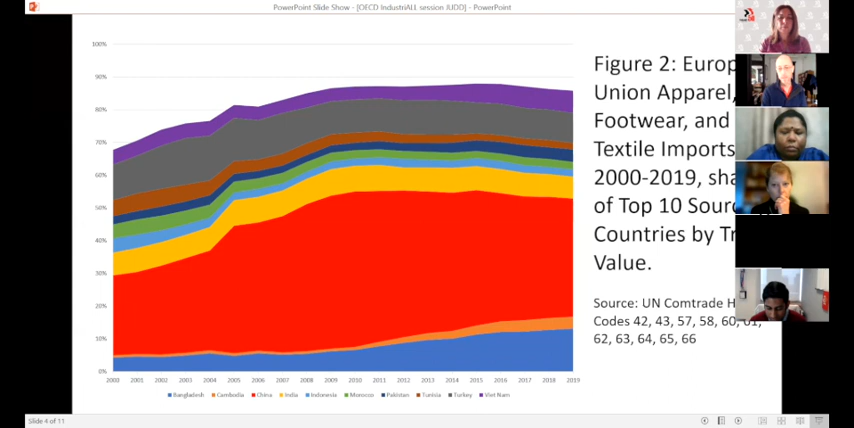 PowerPoint Slide Show - [OECD IndustriALL session JUDD] - PowerPoint
100%
90%
80%
70%
60%
50%
40%
30%
20%
10%
0%
2000 2001 2002 2003 2004 2005 2006 2007 2008 2009 2010 2011 2012 2013 2014 2015 2016 2017 2018 2019
Bangladesh Cambodia China India Indonesia Morocco Pakistan Tunisia Turkey Viet Nam
Figure 2: Europ
Union Apparel,
Footwear, and
Textile Imports
2000-2019, sha
of Top 10 Sourc
Countries by Tr
Value.
Source: UN Comtrade H
Codes 42, 43, 57, 58, 60, 61,
62, 63, 64, 65, 66
Slide 4 of 11